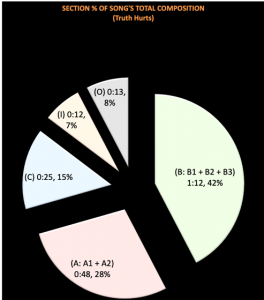 SECTION % OF SONG'S TOTAL COMPOSITION
(Truth Hurts)
(O) 0:13,
8%
(I) 0:12,
7%
(C) 0:25, 15%
(B: B1 + B2 + B3)
1:12, 42%
(A: A1 + A2)
0:48, 28%